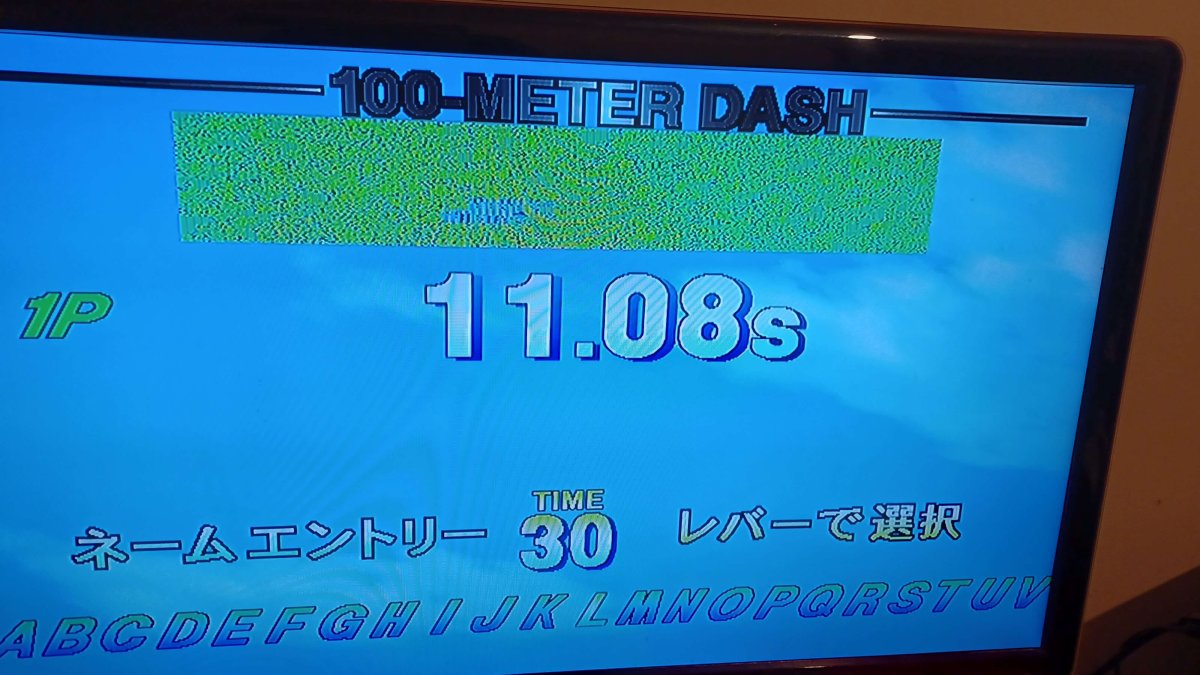 100-METER DASH
1P
11.08s
TIME
ネームエントリー 30 レバーで選択
ABCDEFGHIJKLMNOPQRSTUV